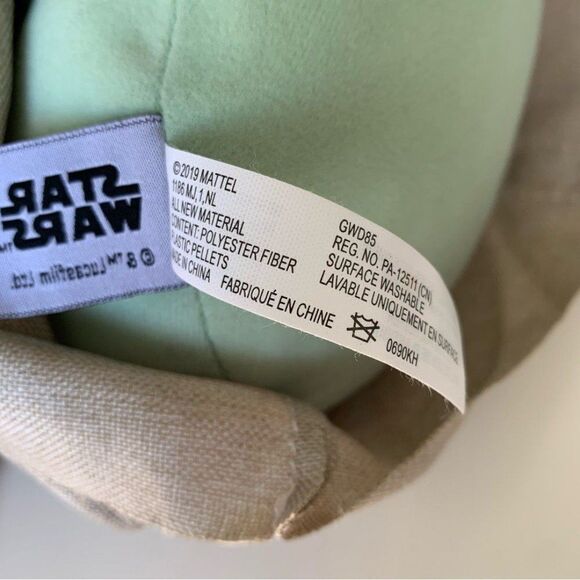 STAR
WARS
© & ™ Lucasfilm Ltd.
© 2019 MATTEL
1186 MJ,1,NL
ALL NEW MATERIAL
CONTENT: POLYESTER FIBER
PLASTIC PELLETS
MADE IN CHINA FABRIQUÉ EN CHINE
GWD85
REG. NO. PA-12511 (CN)
SURFACE WASHABLE
LAVABLE UNIQUEMENT EN SURFACE
0690KH